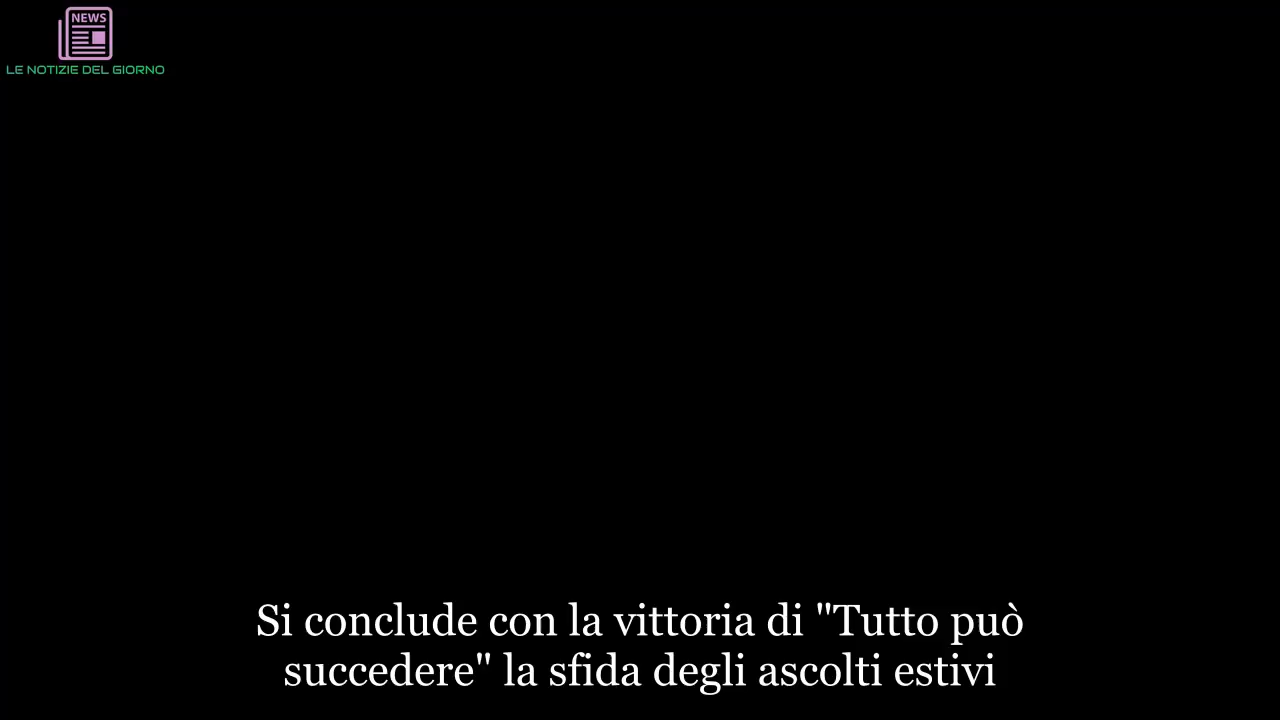 NEWS
LE NOTIZIE DEL GIORNO
Si conclude con la vittoria di "Tutto può
succedere" la sfida degli ascolti estivi